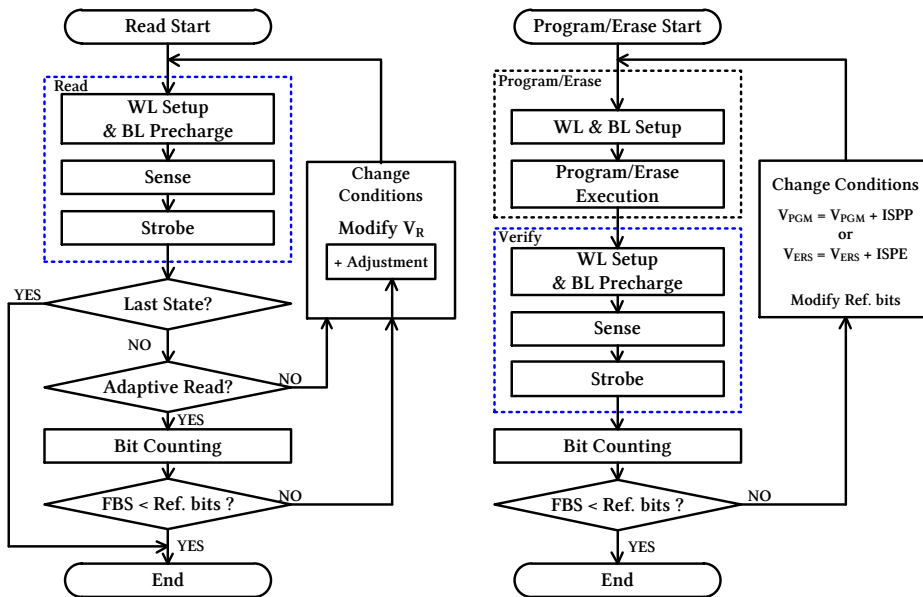 Read Start
Read
WL Setup
& BL Precharge
Sense
Strobe
YES
Last State?
NO
Adaptive Read?
NO
YES
Bit Counting
FBS < Ref. bits ?
NO
YES
End
Change
Conditions
Modify VR
+ Adjustment
Program/Erase Start
Program/Erase
WL & BL Setup
Program/Erase
Execution
Verify
WL Setup
& BL Precharge
Sense
Strobe
Bit Counting
FBS < Ref. bits ?
NO
YES
End
Change Conditions
VPGM = VPGM + ISPP
or
VERS = VERS + ISPE
Modify Ref. bits